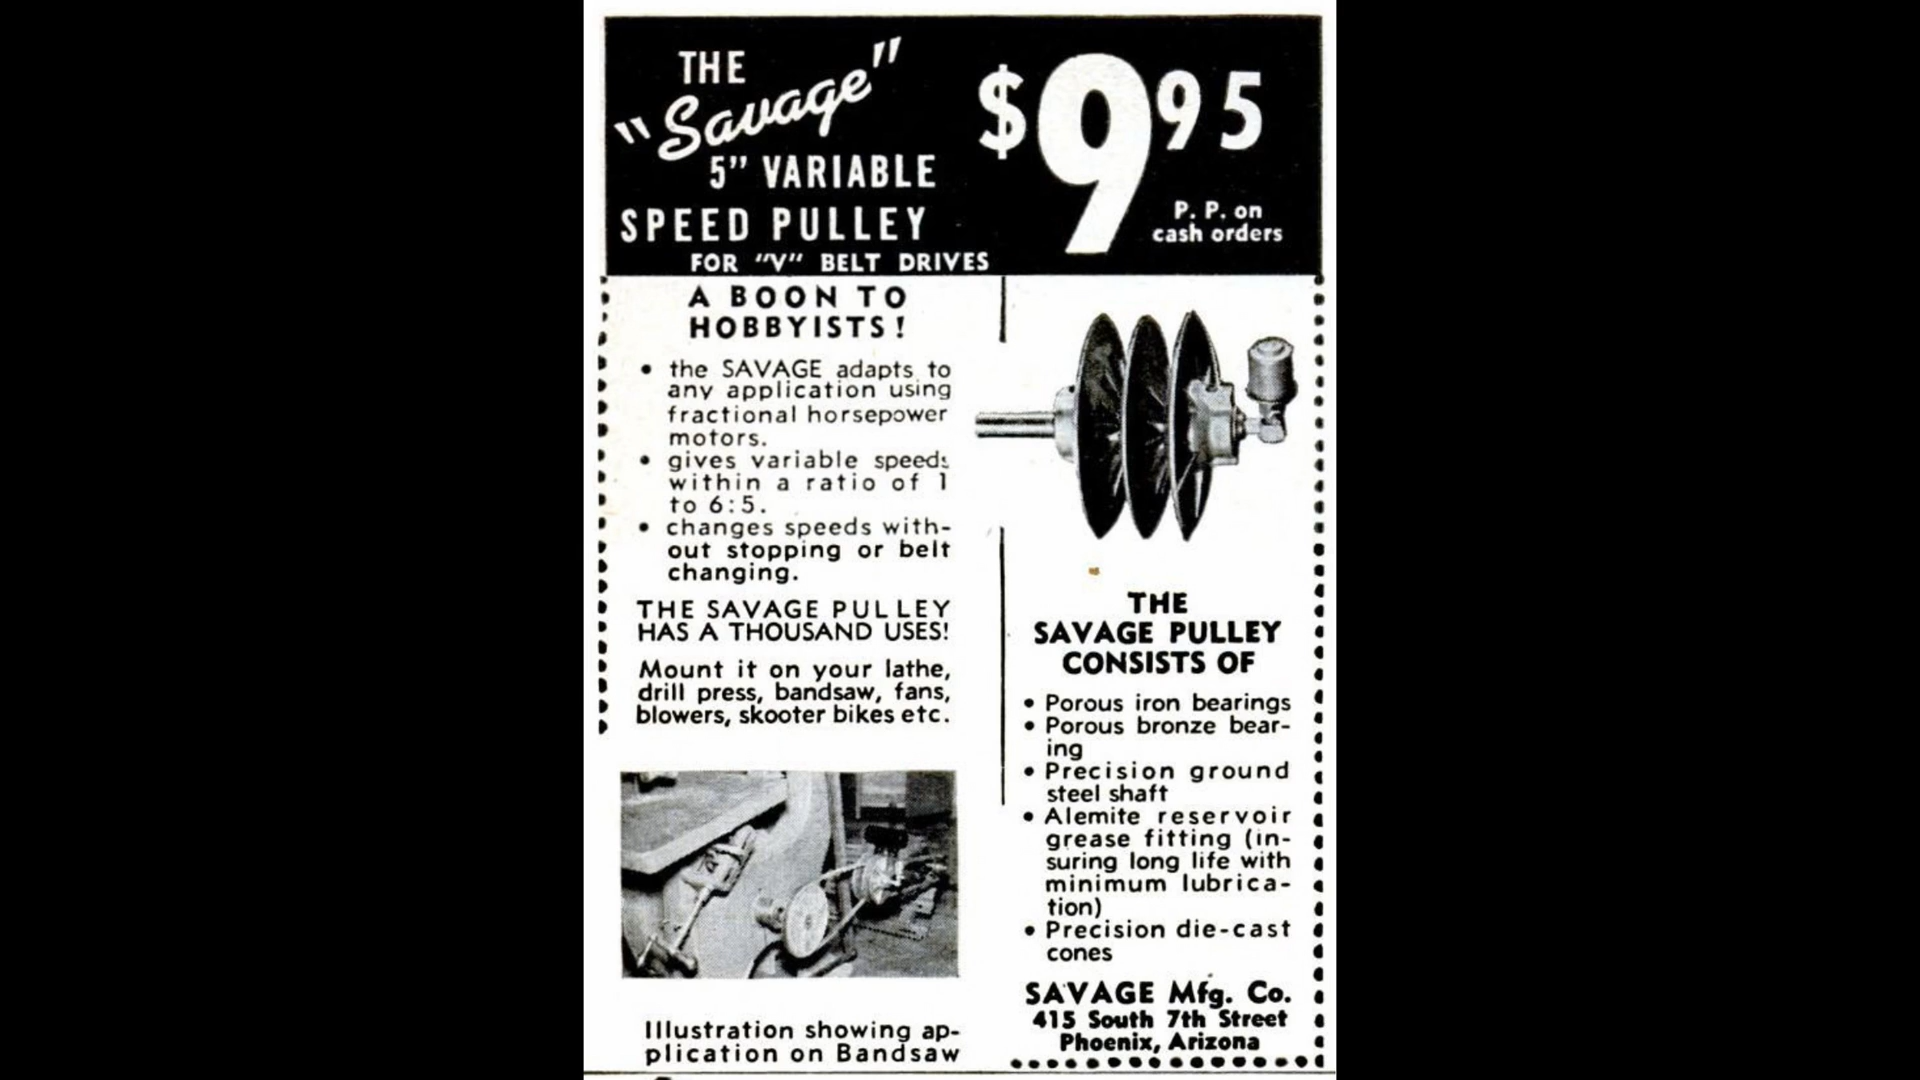 THE
"Savage"
5" VARIABLE
SPEED PULLEY
FOR "V" BELT DRIVES
$9 95
P. P. on
cash orders
A BOON TO
HOBBYISTS!
• the SAVAGE adapts to
any application using
fractional horsepower
motors.
• gives variable speeds
within a ratio of 1
to 6:5.
• changes speeds with-
out stopping or belt
changing.
THE SAVAGE PULLEY
HAS A THOUSAND USES!
Mount it on your lathe,
drill press, bandsaw, fans,
blowers, skooter bikes etc.
Illustration showing ap-
plication on Bandsaw
THE
SAVAGE PULLEY
CONSISTS OF
• Porous iron bearings
• Porous bronze bear-
ing
• Precision ground
steel shaft
• Alemite reservoir
grease fitting (in-
suring long life with
minimum lubrica-
tion)
• Precision die-cast
cones
SAVAGE Mfg. Co.
415 South 7th Street
Phoenix, Arizona